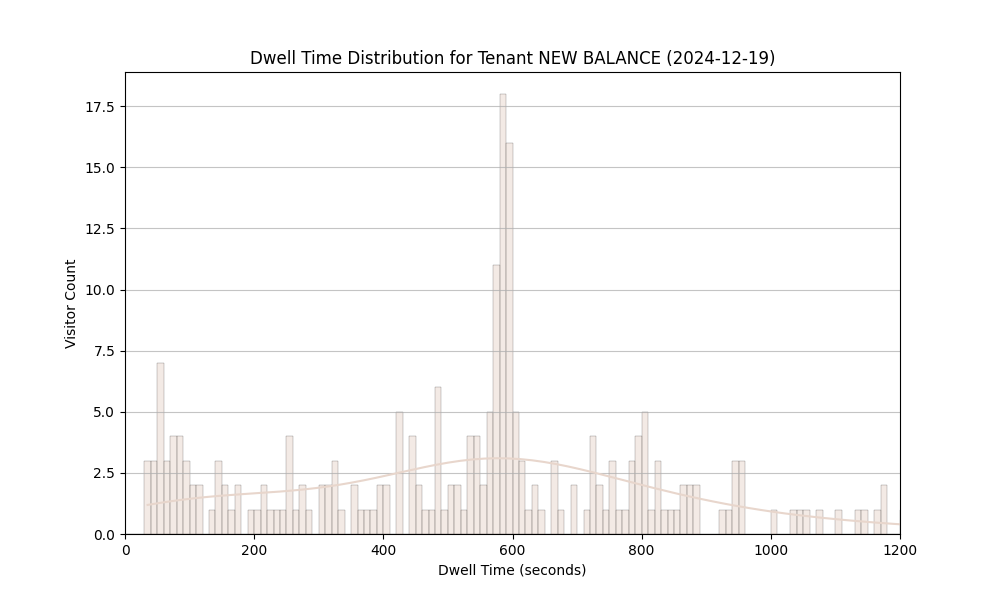 Dwell Time Distribution for Tenant NEW BALANCE (2024-12-19)
17.5
15.0
12.5
10.0
7.5
5.0
2.5
0.0
Visitor Count
0 200 400 600 800 1000 1200
Dwell Time (seconds)